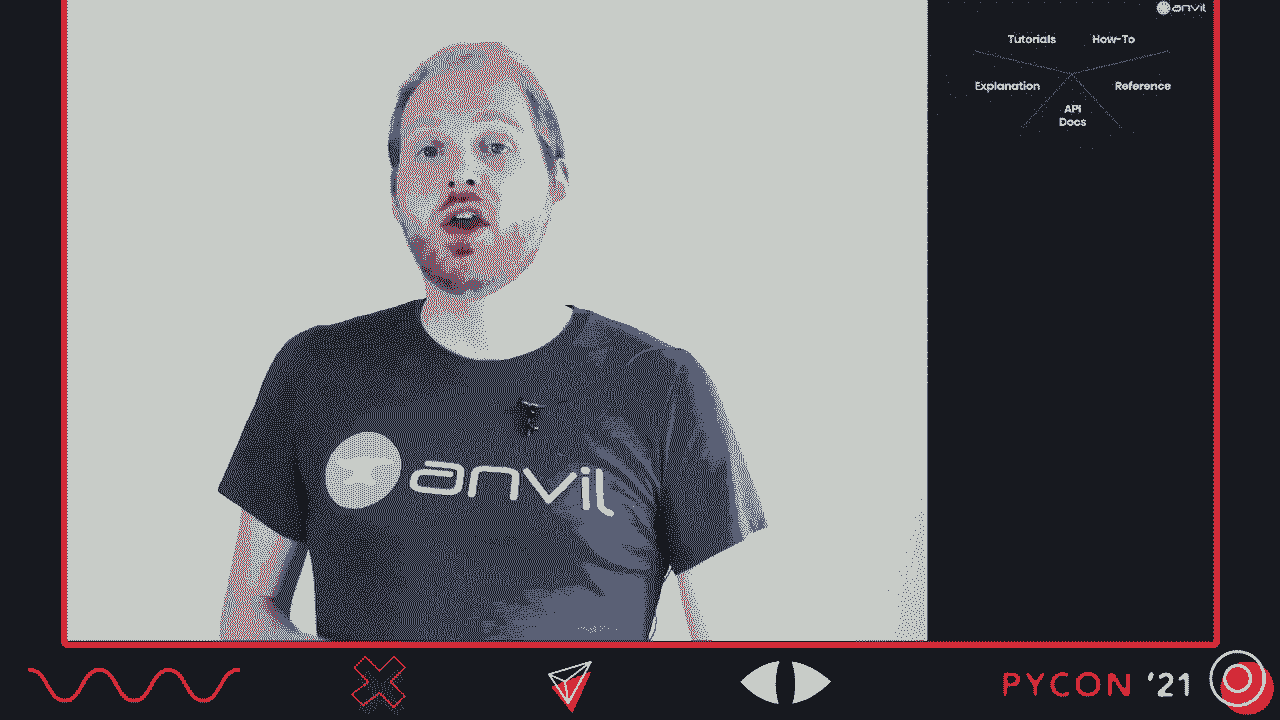 anvil
Tutorials
How-To
Explanation
Reference
API
Docs
anvil
PYCON '21